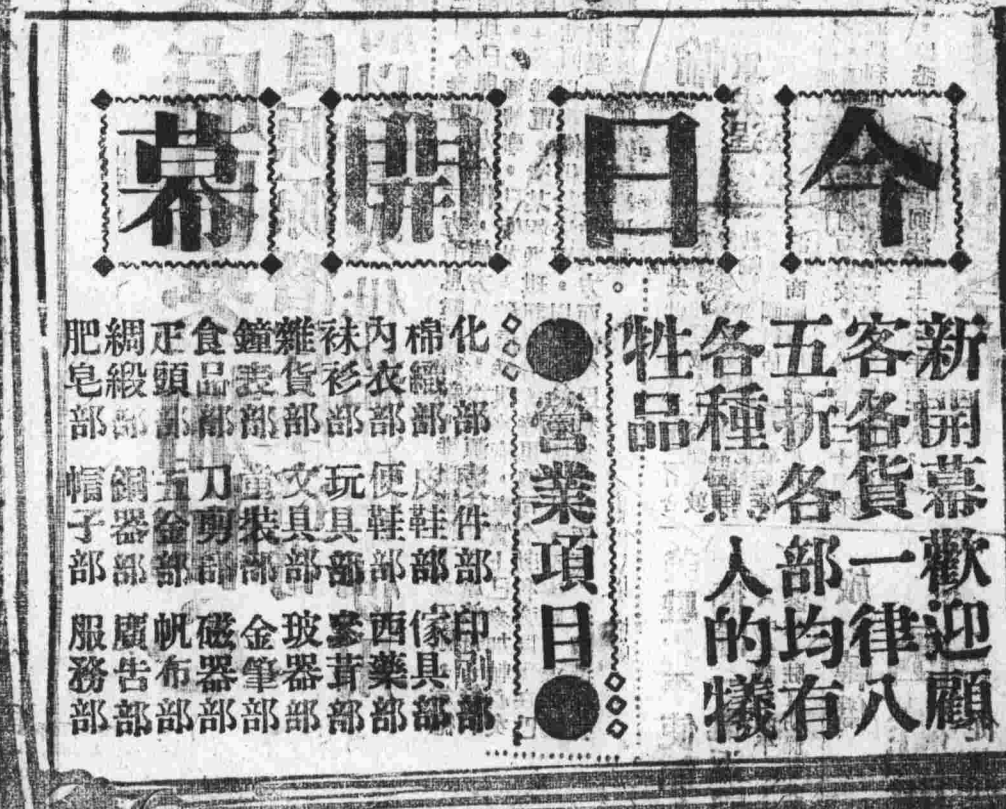 今日開幕
新開幕歡迎顧
客各貨一律八
五折各部均有
各種人的犧
牲品
●營業項目●
化部 皮件部 印刷部
棉織部 皮鞋部 傢具部
內衣部 便鞋部 西藥部
袜衫部 玩具部 參茸部
雜貨部 文具部 玻器部
鐘表部 童裝部 金筆部
食品部 刀剪部 磁器部
疋頭部 五金部 帆布部
綢緞部 銅器部 廣告部
肥皂部 帽子部 服務部